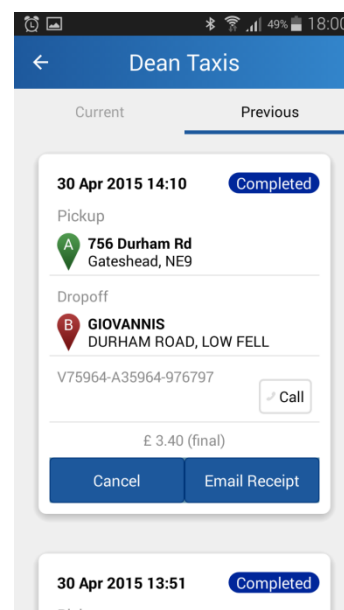 49% 18:00
Dean Taxis
Current Previous
30 Apr 2015 14:10 Completed
Pickup
A 756 Durham Rd
Gateshead, NE9
Dropoff
B GIOVANNIS
DURHAM ROAD, LOW FELL
V75964-A35964-976797
Call
£ 3.40 (final)
Cancel Email Receipt
30 Apr 2015 13:51 Completed